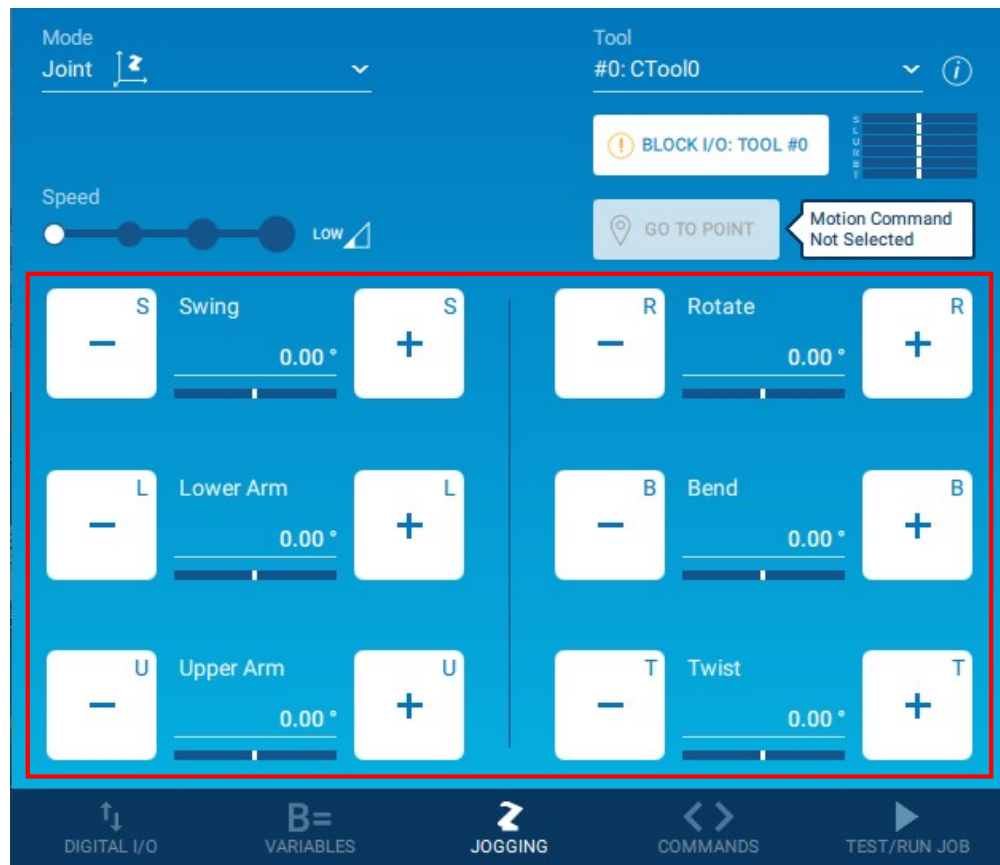 Mode
Joint
Tool
#0: CTool0
i
! BLOCK I/O: TOOL #0
S
L
U
R
B
T
Speed
LOW
GO TO POINT
Motion Command
Not Selected
S Swing S
− 0.00 ° +
R Rotate R
− 0.00 ° +
L Lower Arm L
− 0.00 ° +
B Bend B
− 0.00 ° +
U Upper Arm U
− 0.00 ° +
T Twist T
− 0.00 ° +
DIGITAL I/O
B=
VARIABLES
JOGGING
COMMANDS
TEST/RUN JOB